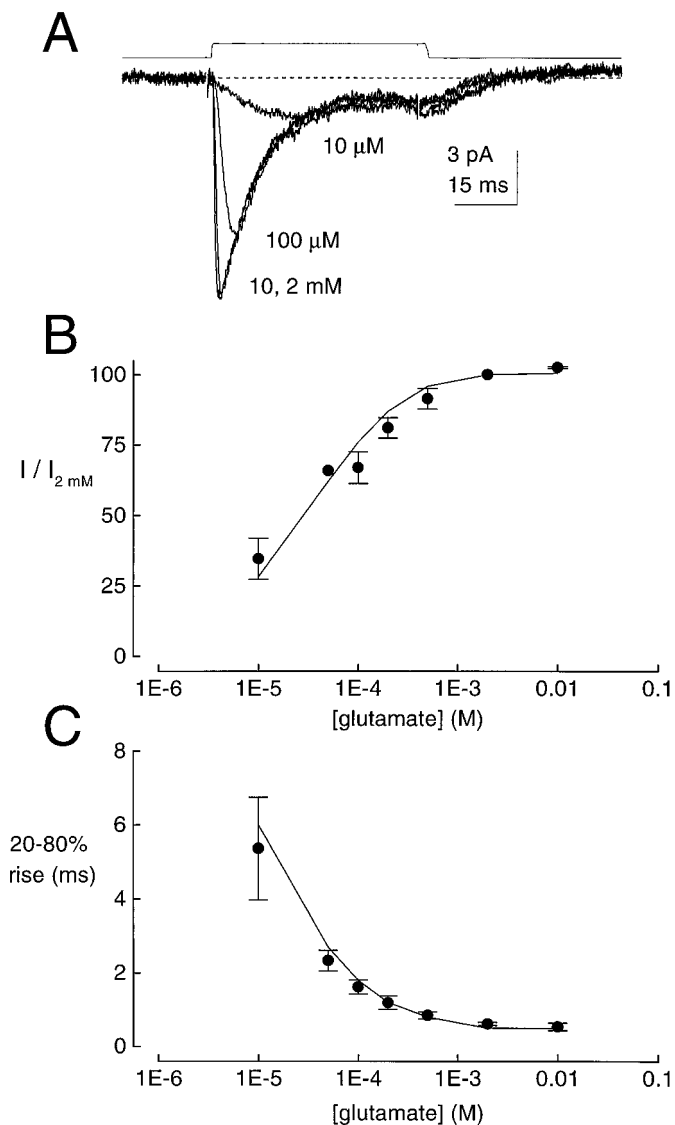 A
10 μM
3 pA
15 ms
100 μM
10, 2 mM
B
100
75
I / I2 mM
50
25
0
1E-6 1E-5 1E-4 1E-3 0.01 0.1
[glutamate] (M)
C
8
6
20-80%
rise (ms)
4
2
0
1E-6 1E-5 1E-4 1E-3 0.01 0.1
[glutamate] (M)